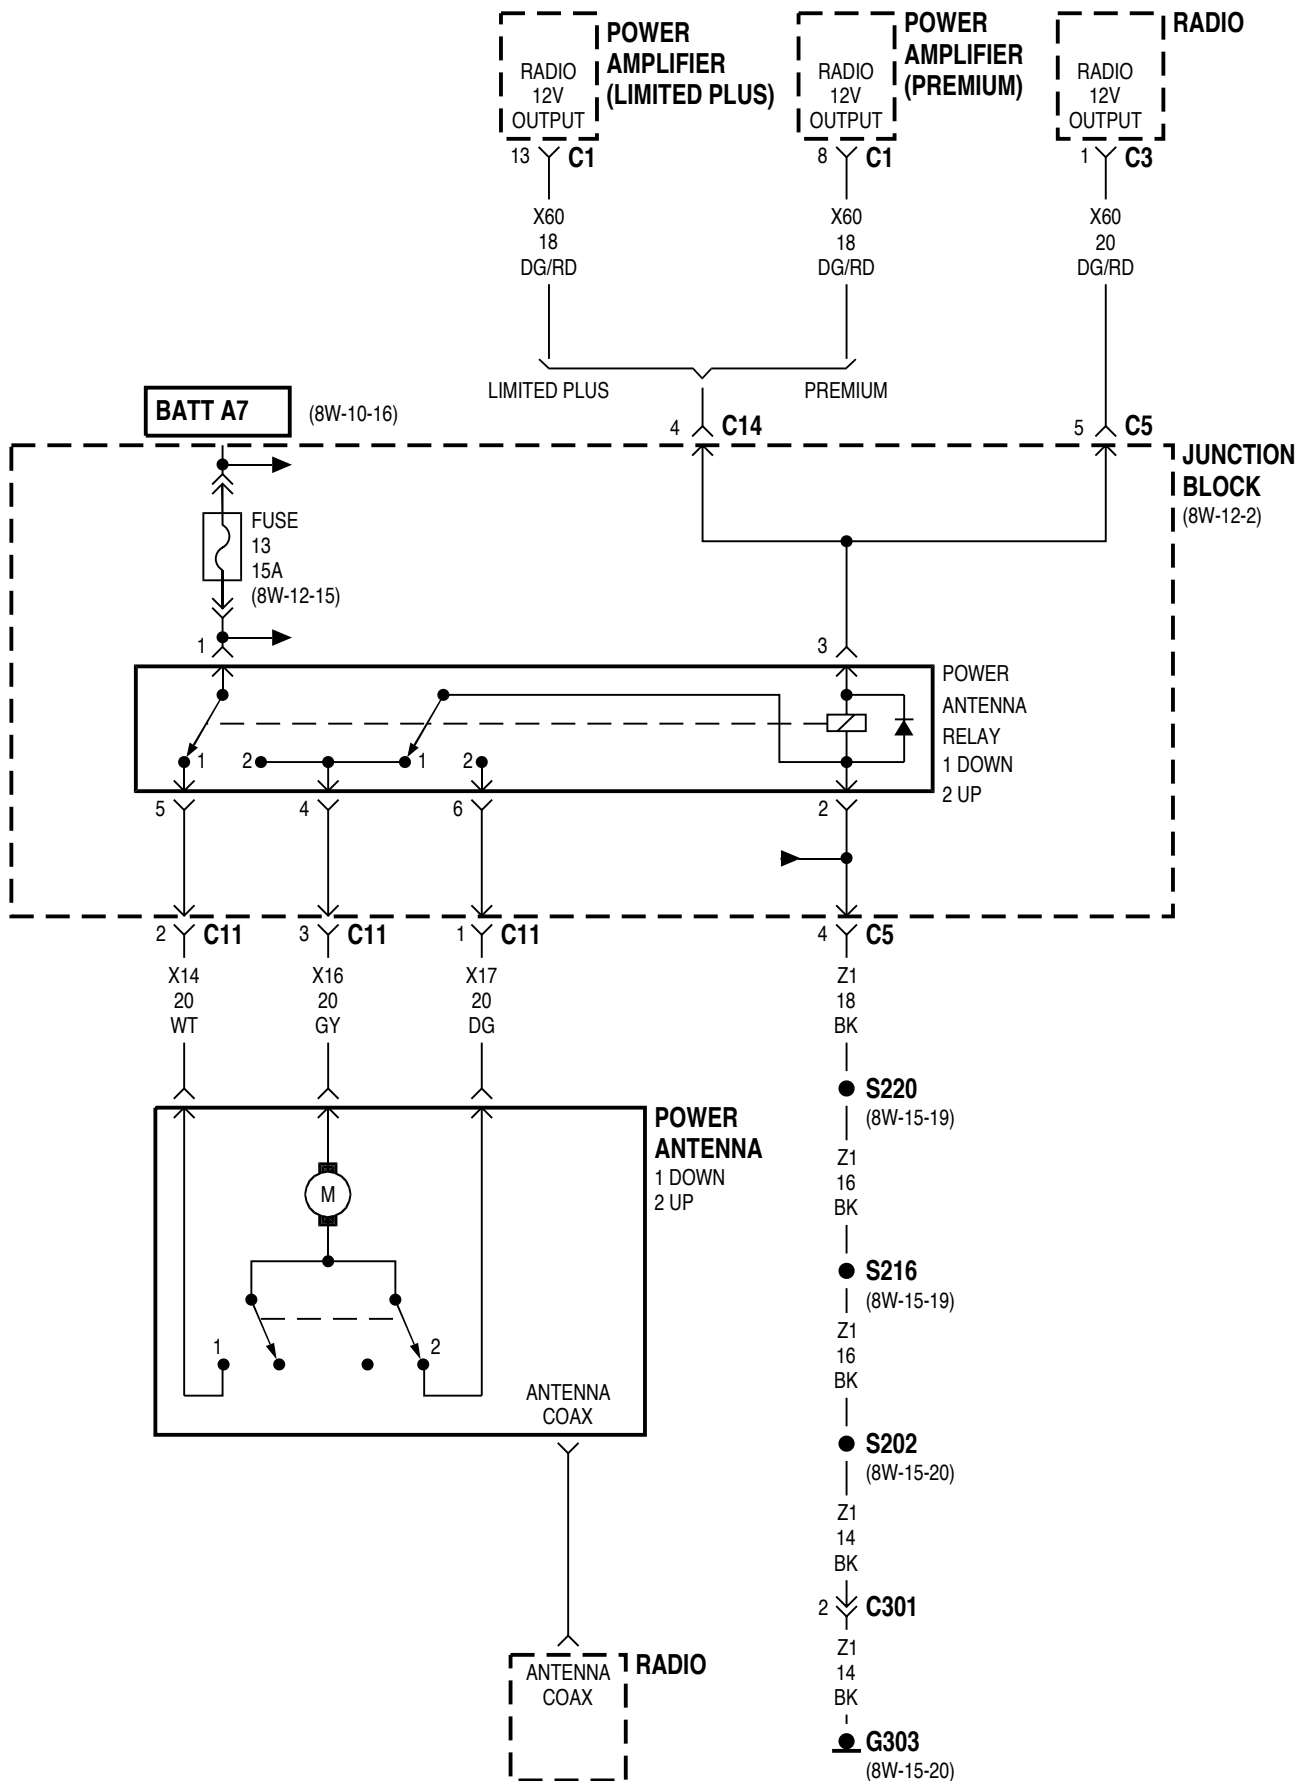 POWER
AMPLIFIER
(LIMITED PLUS)
RADIO
12V
OUTPUT
13
C1
POWER
AMPLIFIER
(PREMIUM)
RADIO
12V
OUTPUT
8
C1
RADIO
RADIO
12V
OUTPUT
1
C3
X60
18
DG/RD
X60
18
DG/RD
X60
20
DG/RD
LIMITED PLUS
PREMIUM
BATT A7
(8W-10-16)
4
C14
5
C5
JUNCTION
BLOCK
(8W-12-2)
FUSE
13
15A
(8W-12-15)
1
3
POWER
ANTENNA
RELAY
1 DOWN
2 UP
1
2
1
2
5
4
6
2
2
C11
3
C11
1
C11
4
C5
X14
20
WT
X16
20
GY
X17
20
DG
Z1
18
BK
S220
(8W-15-19)
POWER
ANTENNA
1 DOWN
2 UP
M
1
2
ANTENNA
COAX
Z1
16
BK
S216
(8W-15-19)
Z1
16
BK
S202
(8W-15-20)
Z1
14
BK
2
C301
Z1
14
BK
G303
(8W-15-20)
RADIO
ANTENNA
COAX